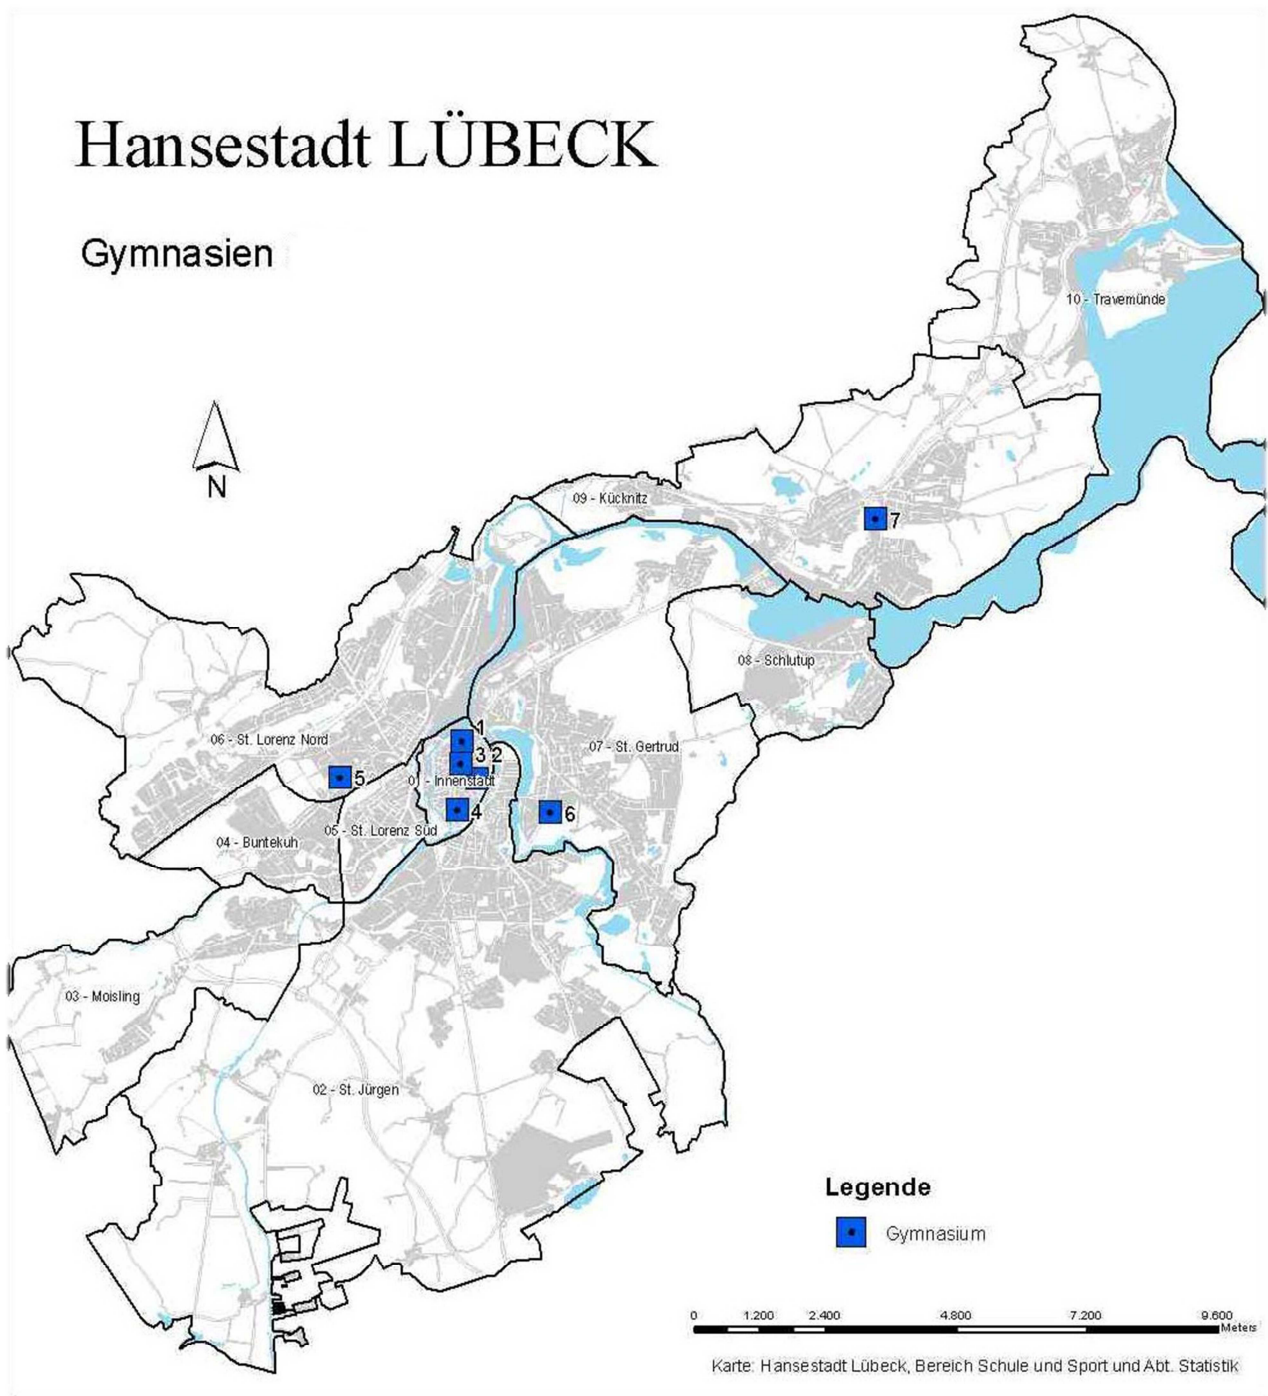 Hansestadt LÜBECK
Gymnasien
10 - Travemünde
N
09 - Kücknitz
7
08 - Schlutup
1
06 - St. Lorenz Nord
07 - St. Gertrud
3 2
5
01 - Innenstadt
4
6
05 - St. Lorenz Süd
04 - Buntekuh
03 - Moisling
02 - St. Jürgen
Legende
Gymnasium
0 1.200 2.400 4.800 7.200 9.600
Meters
Karte: Hansestadt Lübeck, Bereich Schule und Sport und Abt. Statistik